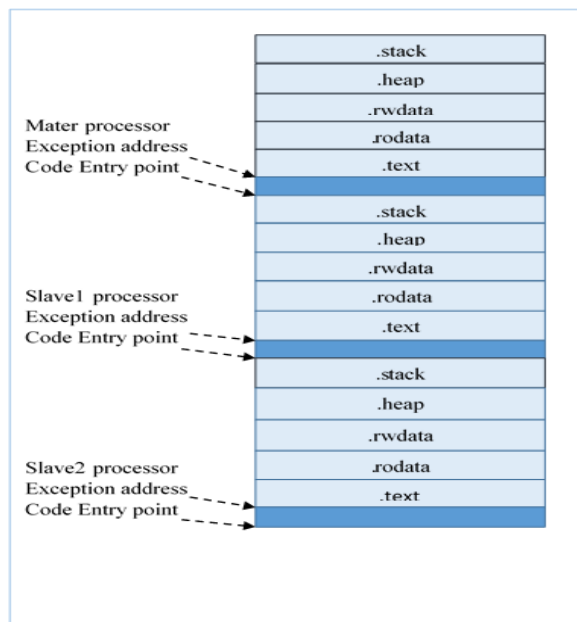 .stack
.heap
.rwdata
.rodata
.text
Mater processor
Exception address
Code Entry point
.stack
.heap
.rwdata
.rodata
.text
Slave1 processor
Exception address
Code Entry point
.stack
.heap
.rwdata
.rodata
.text
Slave2 processor
Exception address
Code Entry point